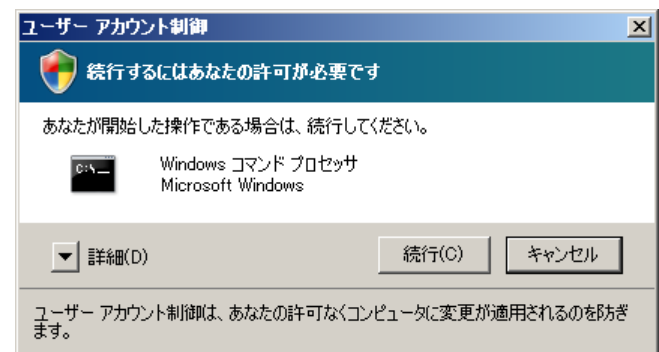 ユーザー アカウント制御
続行するにはあなたの許可が必要です
あなたが開始した操作である場合は、続行してください。
C:\_
Windows コマンド プロセッサ
Microsoft Windows
詳細(D)
続行(C)
キャンセル
ユーザー アカウント制御は、あなたの許可なくコンピュータに変更が適用されるのを防ぎ
ます。